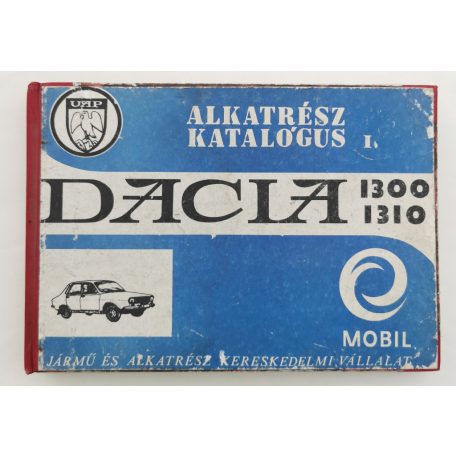 UAP
ALKATRÉSZ
KATALÓGUS I.
DACIA 1300
1310
MOBIL
JÁRMŰ ÉS ALKATRÉSZ KERESKEDELMI VÁLLALAT